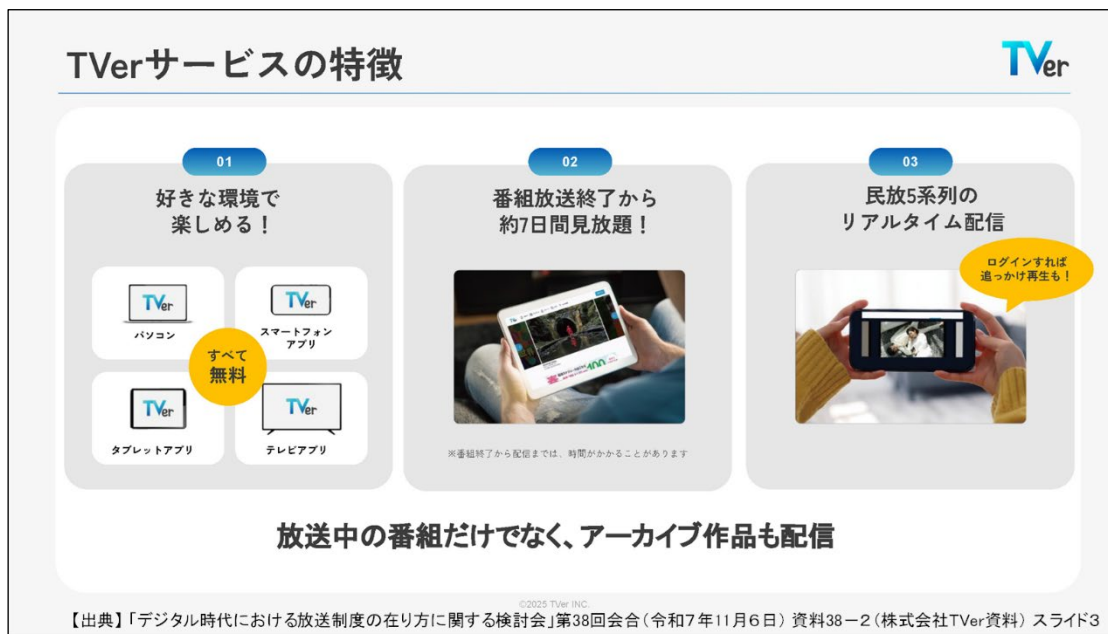 TVerサービスの特徴
TVer
01
好きな環境で
楽しめる！
TVer
パソコン
TVer
スマートフォン
アプリ
すべて
無料
TVer
タブレットアプリ
TVer
テレビアプリ
02
番組放送終了から
約7日間見放題！
※番組終了から配信までは、時間がかかることがあります
03
民放5系列の
リアルタイム配信
ログインすれば
追っかけ再生も！
放送中の番組だけでなく、アーカイブ作品も配信
©2025 TVer INC.
【出典】「デジタル時代における放送制度の在り方に関する検討会」第38回会合（令和７年11月６日） 資料38－２（株式会社TVer資料） スライド３